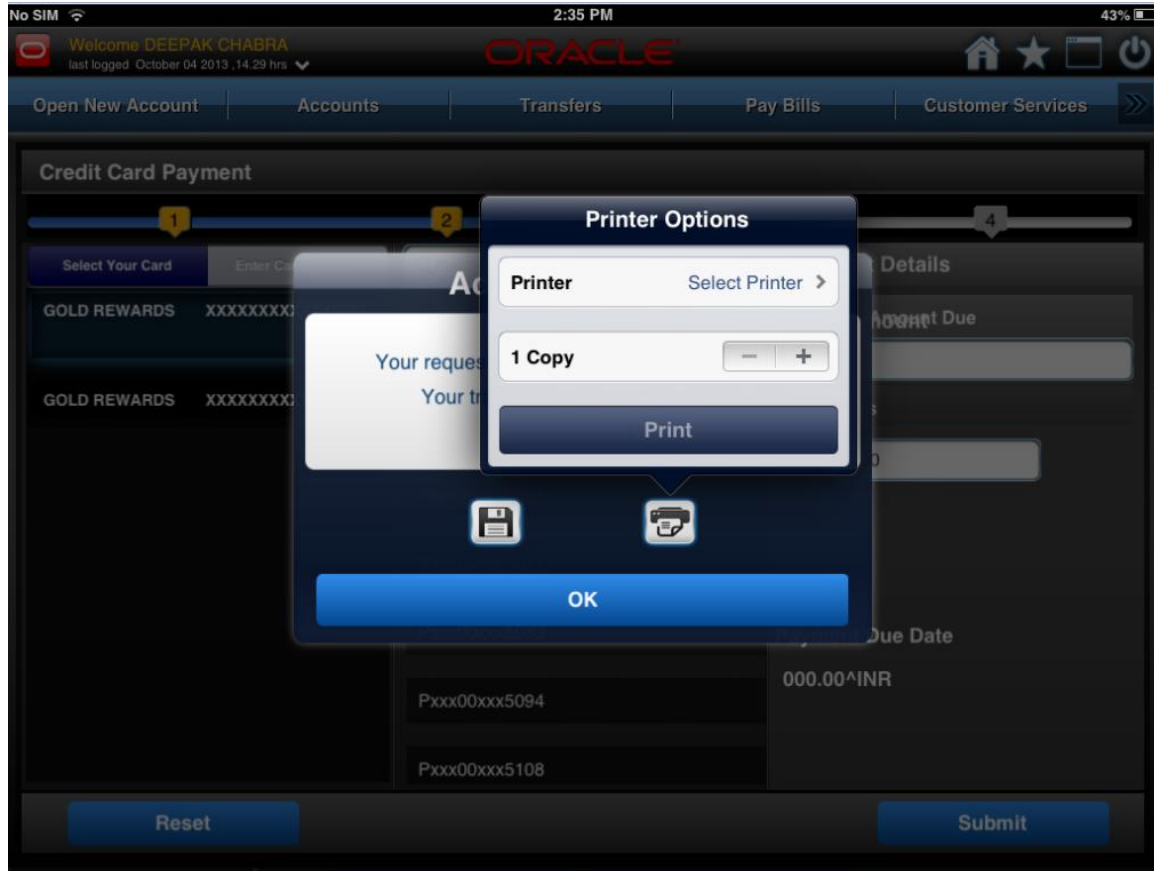 No SIM 2:35 PM 43%
Welcome DEEPAK CHABRA
last logged October 04 2013 ,14.29 hrs
ORACLE
Open New Account Accounts Transfers Pay Bills Customer Services
Credit Card Payment
1 2 4
Printer Options
Select Your Card Enter
Details
Printer Select Printer
GOLD REWARDS
Amount Due
1 Copy
Your
Your
GOLD REWARDS
Print
OK
Due Date
000.00^INR
Pxxx00xxx5094
Pxxx00xxx5108
Reset Submit